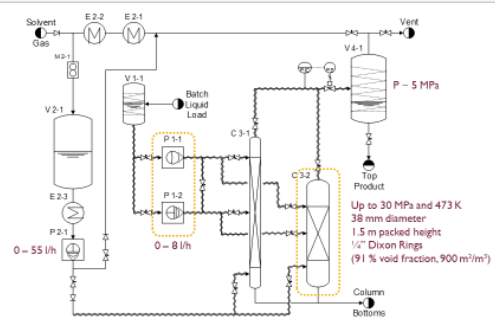 Solvent
Gas
E 2-2
E 2-1
Vent
M 2-1
V 1-1
Batch
Liquid
Load
V 4-1
P ~ 5 MPa
V 2-1
P 1-1
C 3-1
Top
Product
C 3-2
P 1-2
E 2-3
P 2-1
0 – 55 l/h
0 – 8 l/h
Up to 30 MPa and 473 K
38 mm diameter
1.5 m packed height
¼” Dixon Rings
(91 % void fraction, 900 m²/m³)
Column
Bottoms